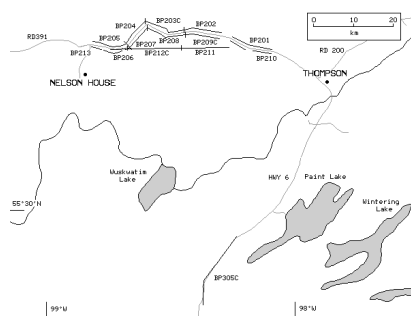 BP204
BP203C
BP202
0 10 20
km
RD391
BP205
BP207
BP208
BP209C
BP201
RD 200
BP213
BP206
BP212C
BP211
BP210
NELSON HOUSE
THOMPSON
Wuskwatim
Lake
HWY 6
Paint Lake
Wintering
Lake
55°30'N
BP305C
99°W
98°W